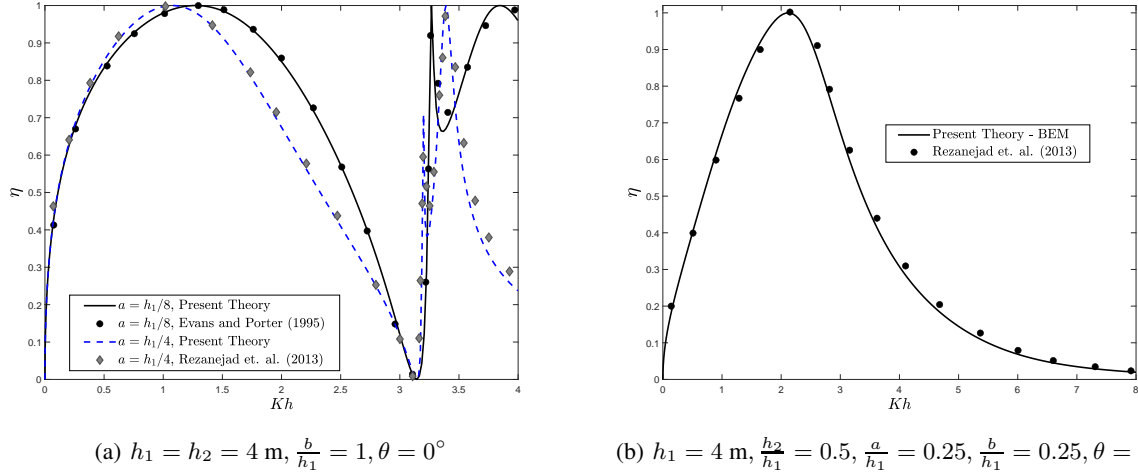 1
0.9
0.8
0.7
0.6
0.5
0.4
0.3
0.2
0.1
0
η
a = h₁/8, Present Theory
a = h₁/8, Evans and Porter (1995)
a = h₁/4, Present Theory
a = h₁/4, Rezanejad et. al. (2013)
0 0.5 1 1.5 2 2.5 3 3.5 4
Kh
(a) h₁ = h₂ = 4 m, b/h₁ = 1, θ = 0°
1
0.9
0.8
0.7
0.6
0.5
0.4
0.3
0.2
0.1
0
η
Present Theory - BEM
Rezanejad et. al. (2013)
0 1 2 3 4 5 6 7 8
Kh
(b) h₁ = 4 m, h₂/h₁ = 0.5, a/h₁ = 0.25, b/h₁ = 0.25, θ =